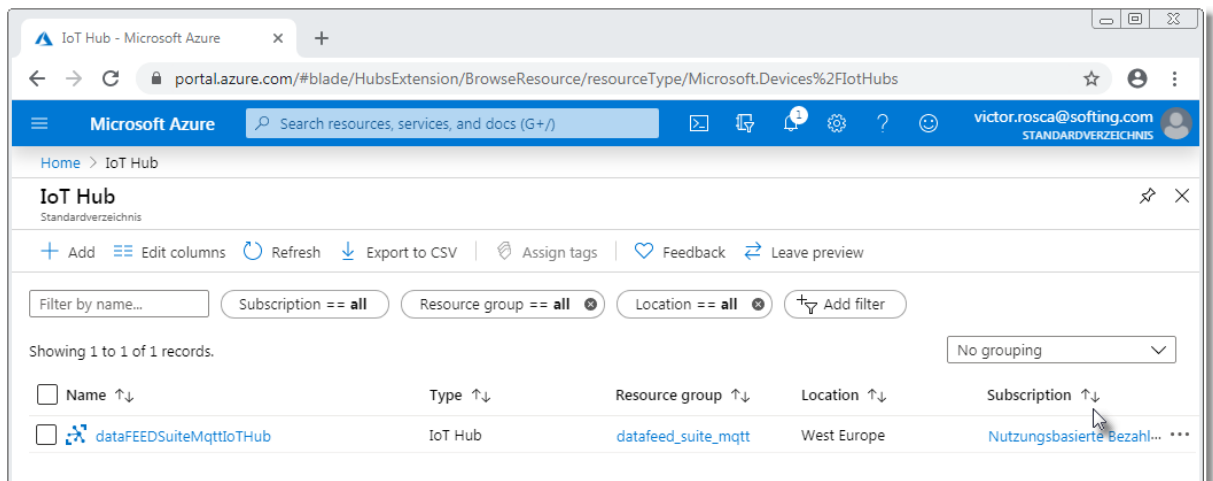 IoT Hub - Microsoft Azure
portal.azure.com/#blade/HubsExtension/BrowseResource/resourceType/Microsoft.Devices%2FIotHubs
Microsoft Azure Search resources, services, and docs (G+/) 1 victor.rosca@softing.com
STANDARDVERZEICHNIS
Home > IoT Hub
IoT Hub
Standardverzeichnis
Add Edit columns Refresh Export to CSV Assign tags Feedback Leave preview
Filter by name... Subscription == all Resource group == all Location == all Add filter
Showing 1 to 1 of 1 records. No grouping
Name Type Resource group Location Subscription
dataFEEDSuiteMqttIoTHub IoT Hub datafeed_suite_mqtt West Europe Nutzungsbasierte Bezahl...